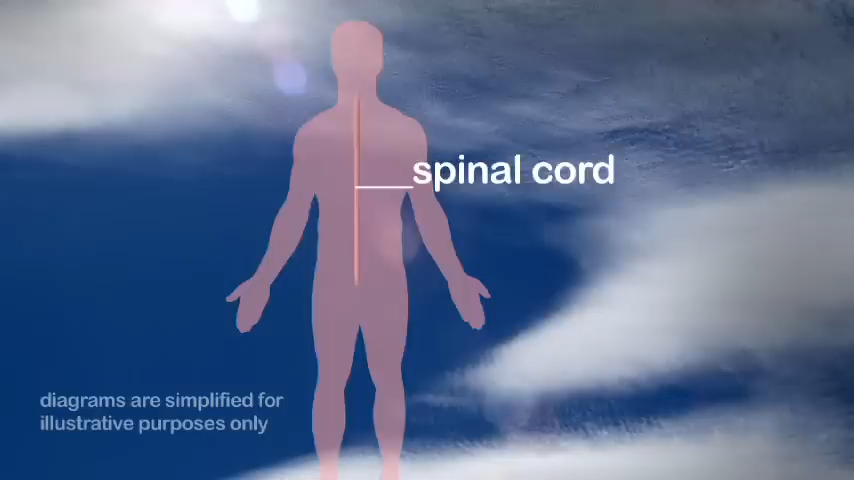 spinal cord
diagrams are simplified for
illustrative purposes only